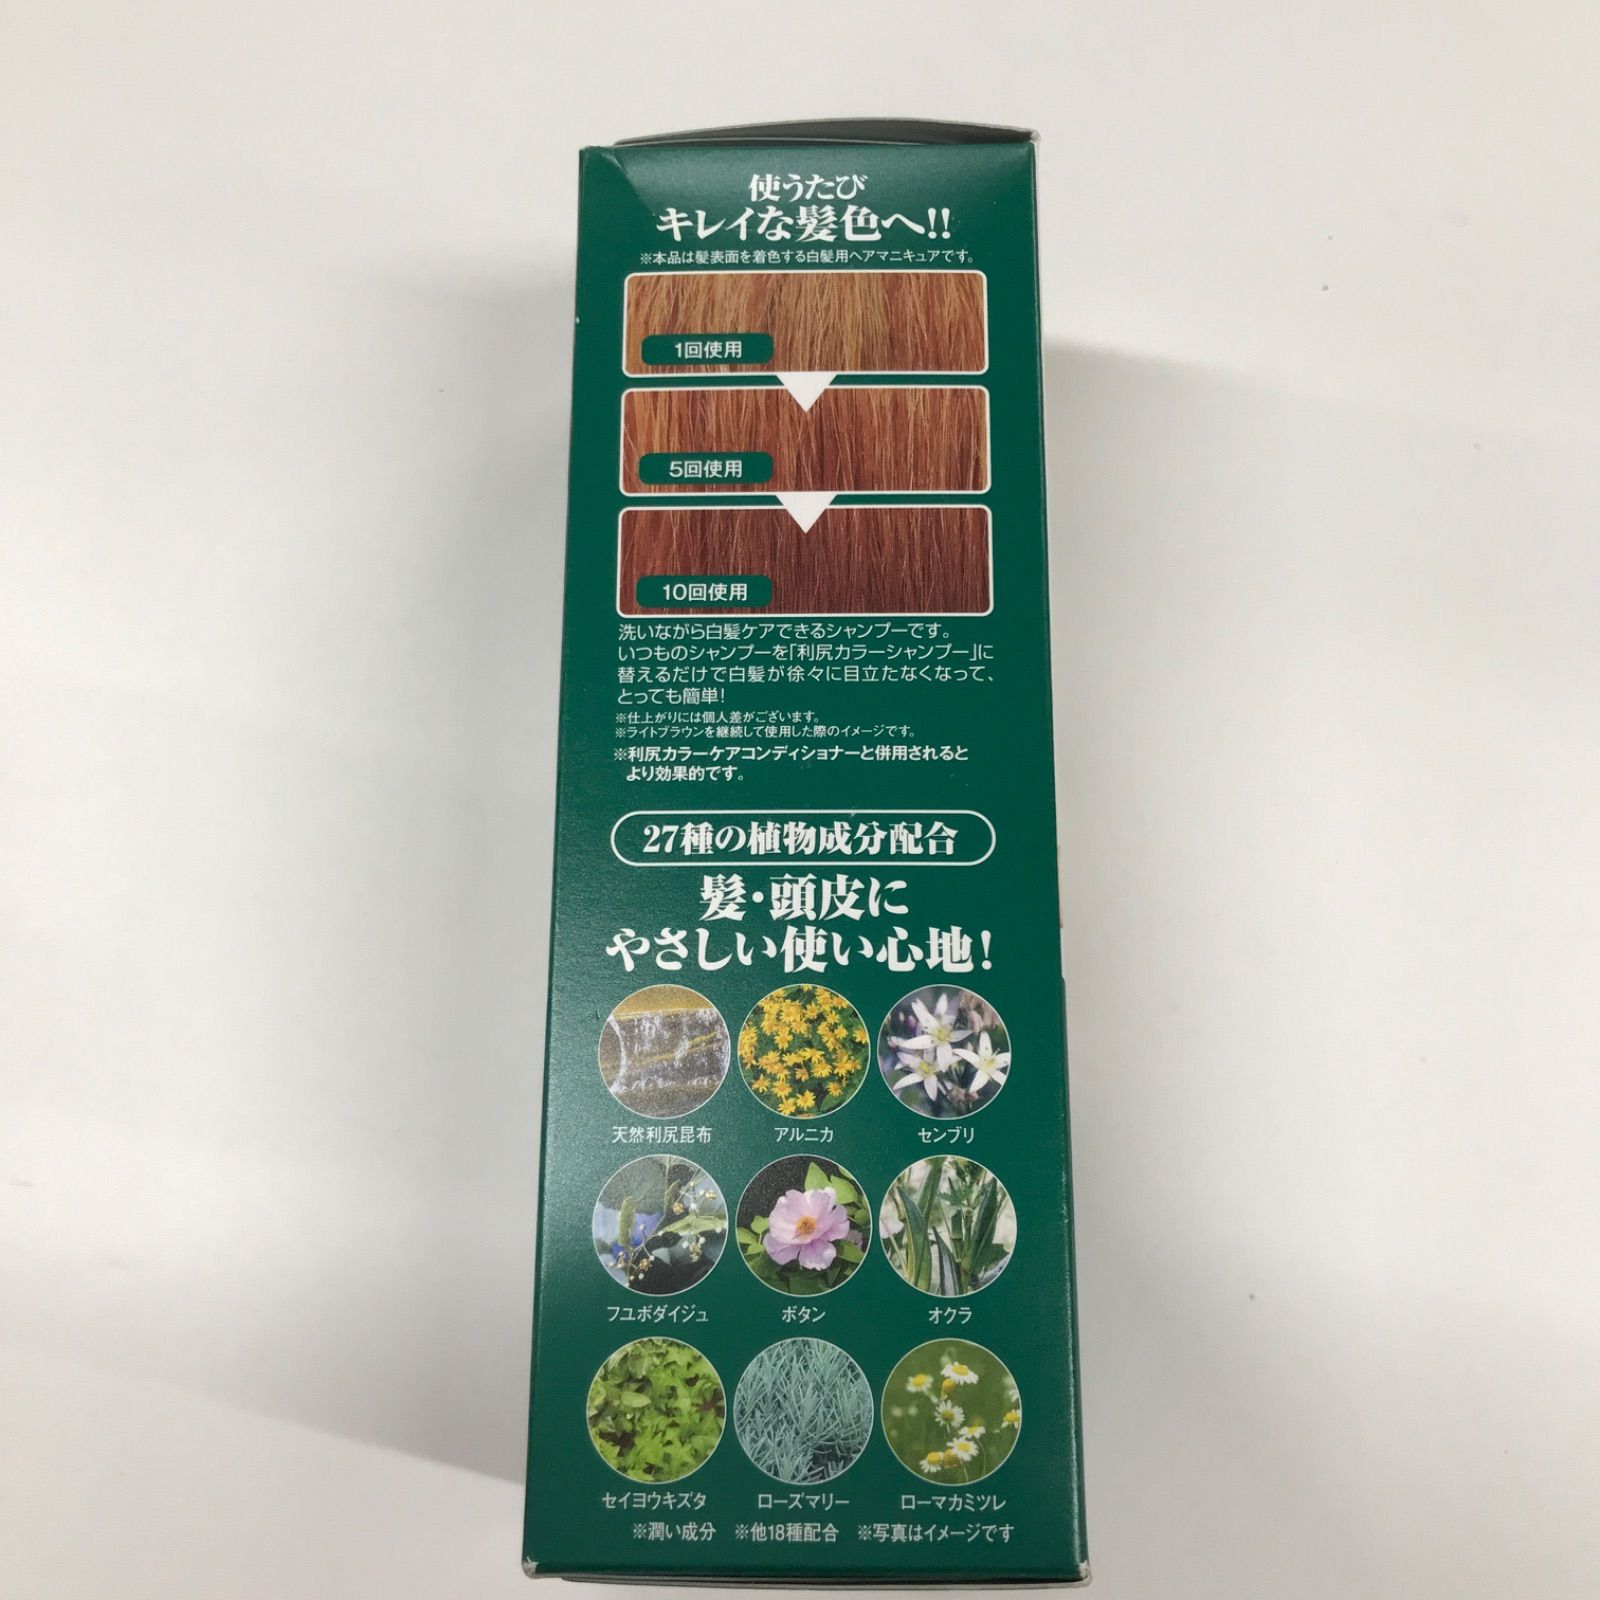 使うたび
キレイな髪色へ!!
※本品は髪表面を着色する白髪用ヘアマニキュアです。
1回使用
5回使用
10回使用
洗いながら白髪ケアできるシャンプーです。
いつものシャンプーを「利尻カラーシャンプー」に
替えるだけで白髪が徐々に目立たなくなって、
とっても簡単！
※仕上がりには個人差がございます。
※ライトブラウンを継続して使用した際のイメージです。
※利尻カラーケアコンディショナーと併用されると
より効果的です。
27種の植物成分配合
髪・頭皮に
やさしい使い心地！
天然利尻昆布 アルニカ センブリ
フユボダイジュ ボタン オクラ
セイヨウキズタ ローズマリー ローマカミツレ
※潤い成分 ※他18種配合 ※写真はイメージです